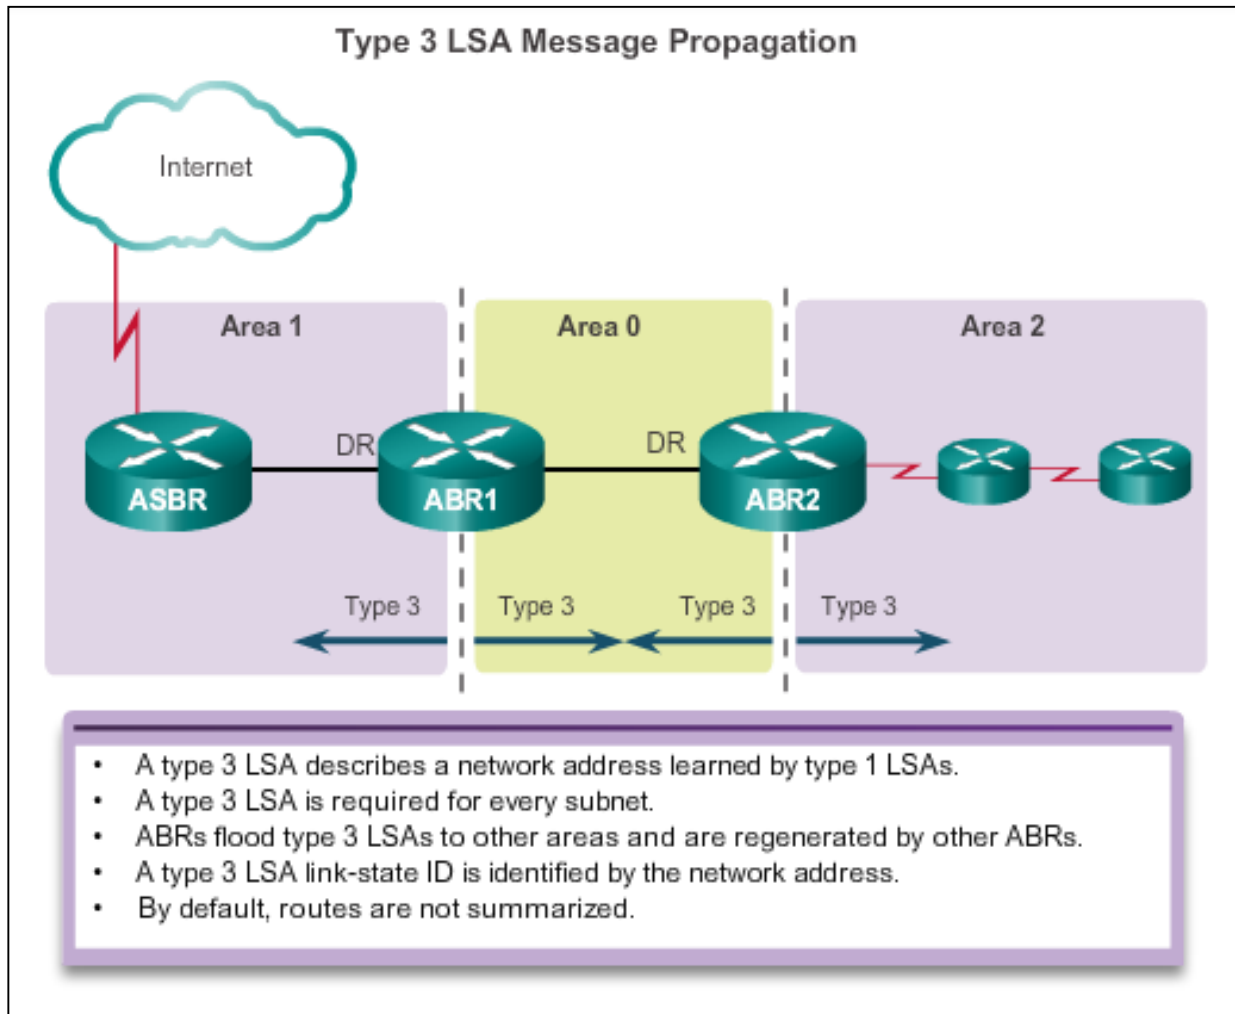 Type 3 LSA Message Propagation
Internet
Area 1
Area 0
Area 2
DR
DR
ASBR
ABR1
ABR2
Type 3
Type 3
Type 3
Type 3
• A type 3 LSA describes a network address learned by type 1 LSAs.
• A type 3 LSA is required for every subnet.
• ABRs flood type 3 LSAs to other areas and are regenerated by other ABRs.
• A type 3 LSA link-state ID is identified by the network address.
• By default, routes are not summarized.